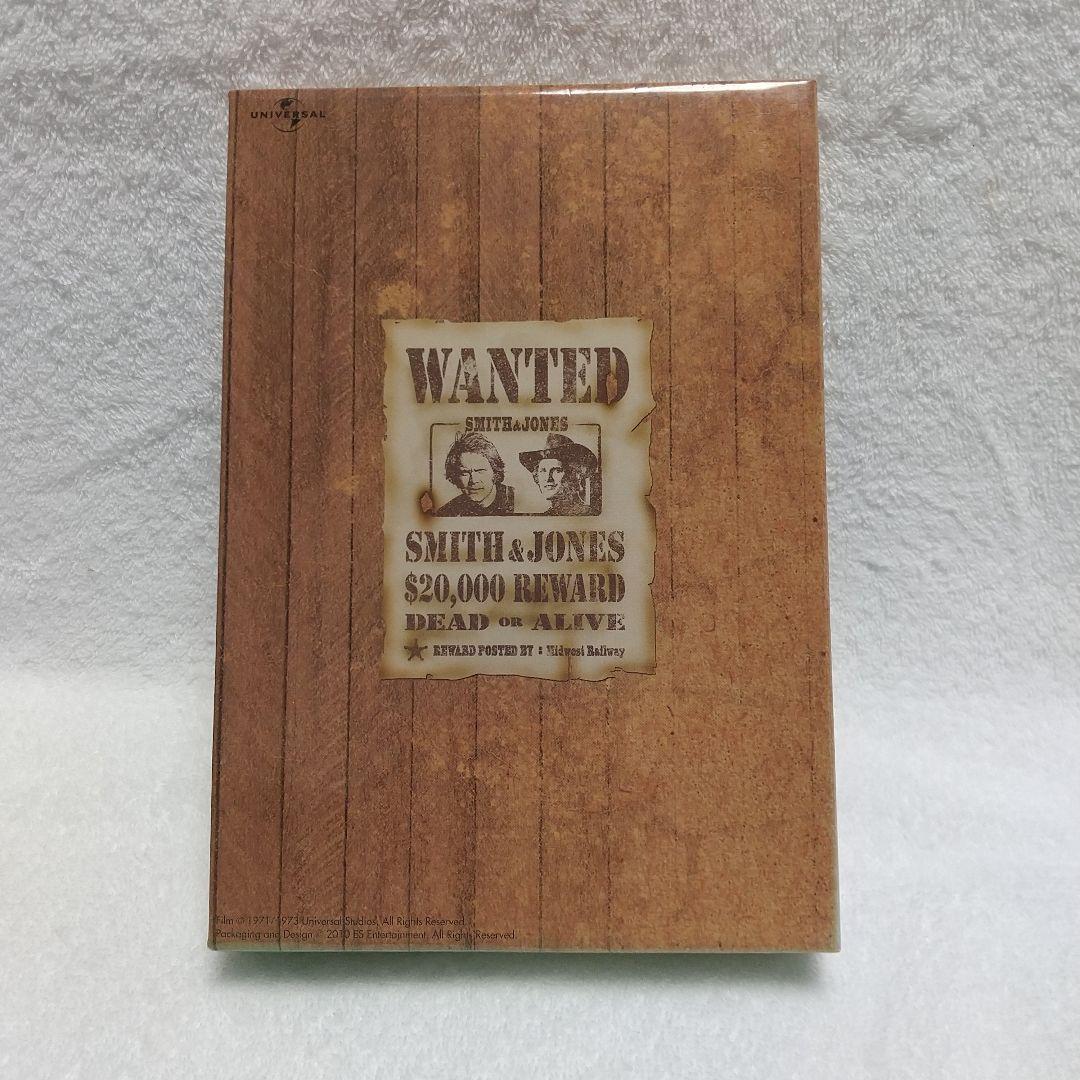 UNIVERSAL
WANTED
SMITH&JONES
SMITH & JONES
$20,000 REWARD
DEAD OR ALIVE
REWARD POSTED BY : Midwest Railway
Film © 1971/1973 Universal Studios. All Rights Reserved.
Packaging and Design © 2010 BS Entertainment. All Rights Reserved.